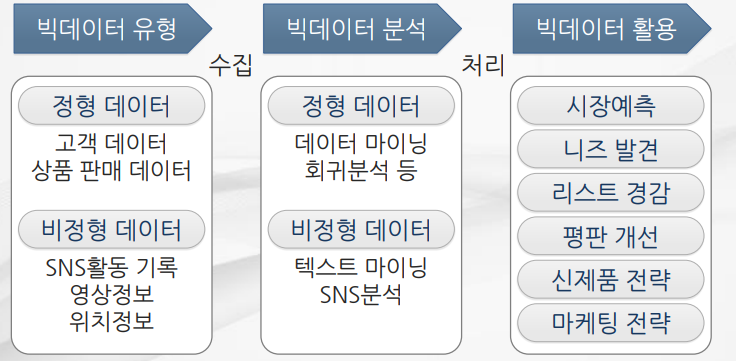 빅데이터 유형
수집
빅데이터 분석
처리
빅데이터 활용
정형 데이터
고객 데이터
상품 판매 데이터
비정형 데이터
SNS활동 기록
영상정보
위치정보
정형 데이터
데이터 마이닝
회귀분석 등
비정형 데이터
텍스트 마이닝
SNS분석
시장예측
니즈 발견
리스트 경감
평판 개선
신제품 전략
마케팅 전략